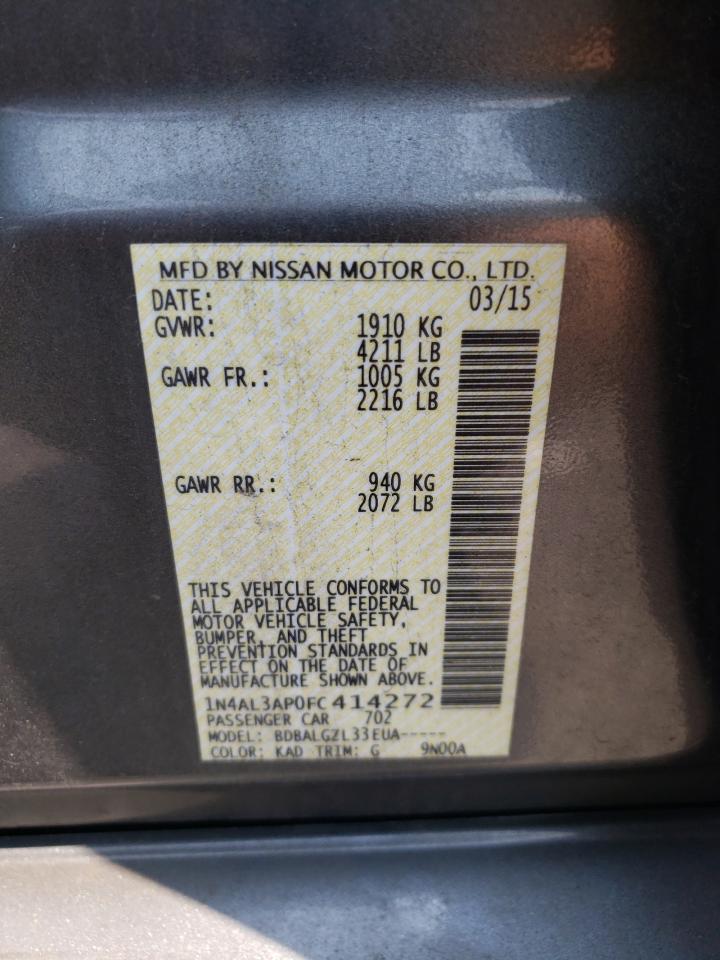 MFD BY NISSAN MOTOR CO., LTD.
DATE: 03/15
GVWR: 1910 KG
4211 LB
GAWR FR.: 1005 KG
2216 LB
GAWR RR.: 940 KG
2072 LB
THIS VEHICLE CONFORMS TO
ALL APPLICABLE FEDERAL
MOTOR VEHICLE SAFETY,
BUMPER, AND THEFT
PREVENTION STANDARDS IN
EFFECT ON THE DATE OF
MANUFACTURE SHOWN ABOVE.
1N4AL3AP0FC414272
PASSENGER CAR 702
MODEL: BDBALGZL33EUA-----
COLOR: KAD TRIM: G 9N00A